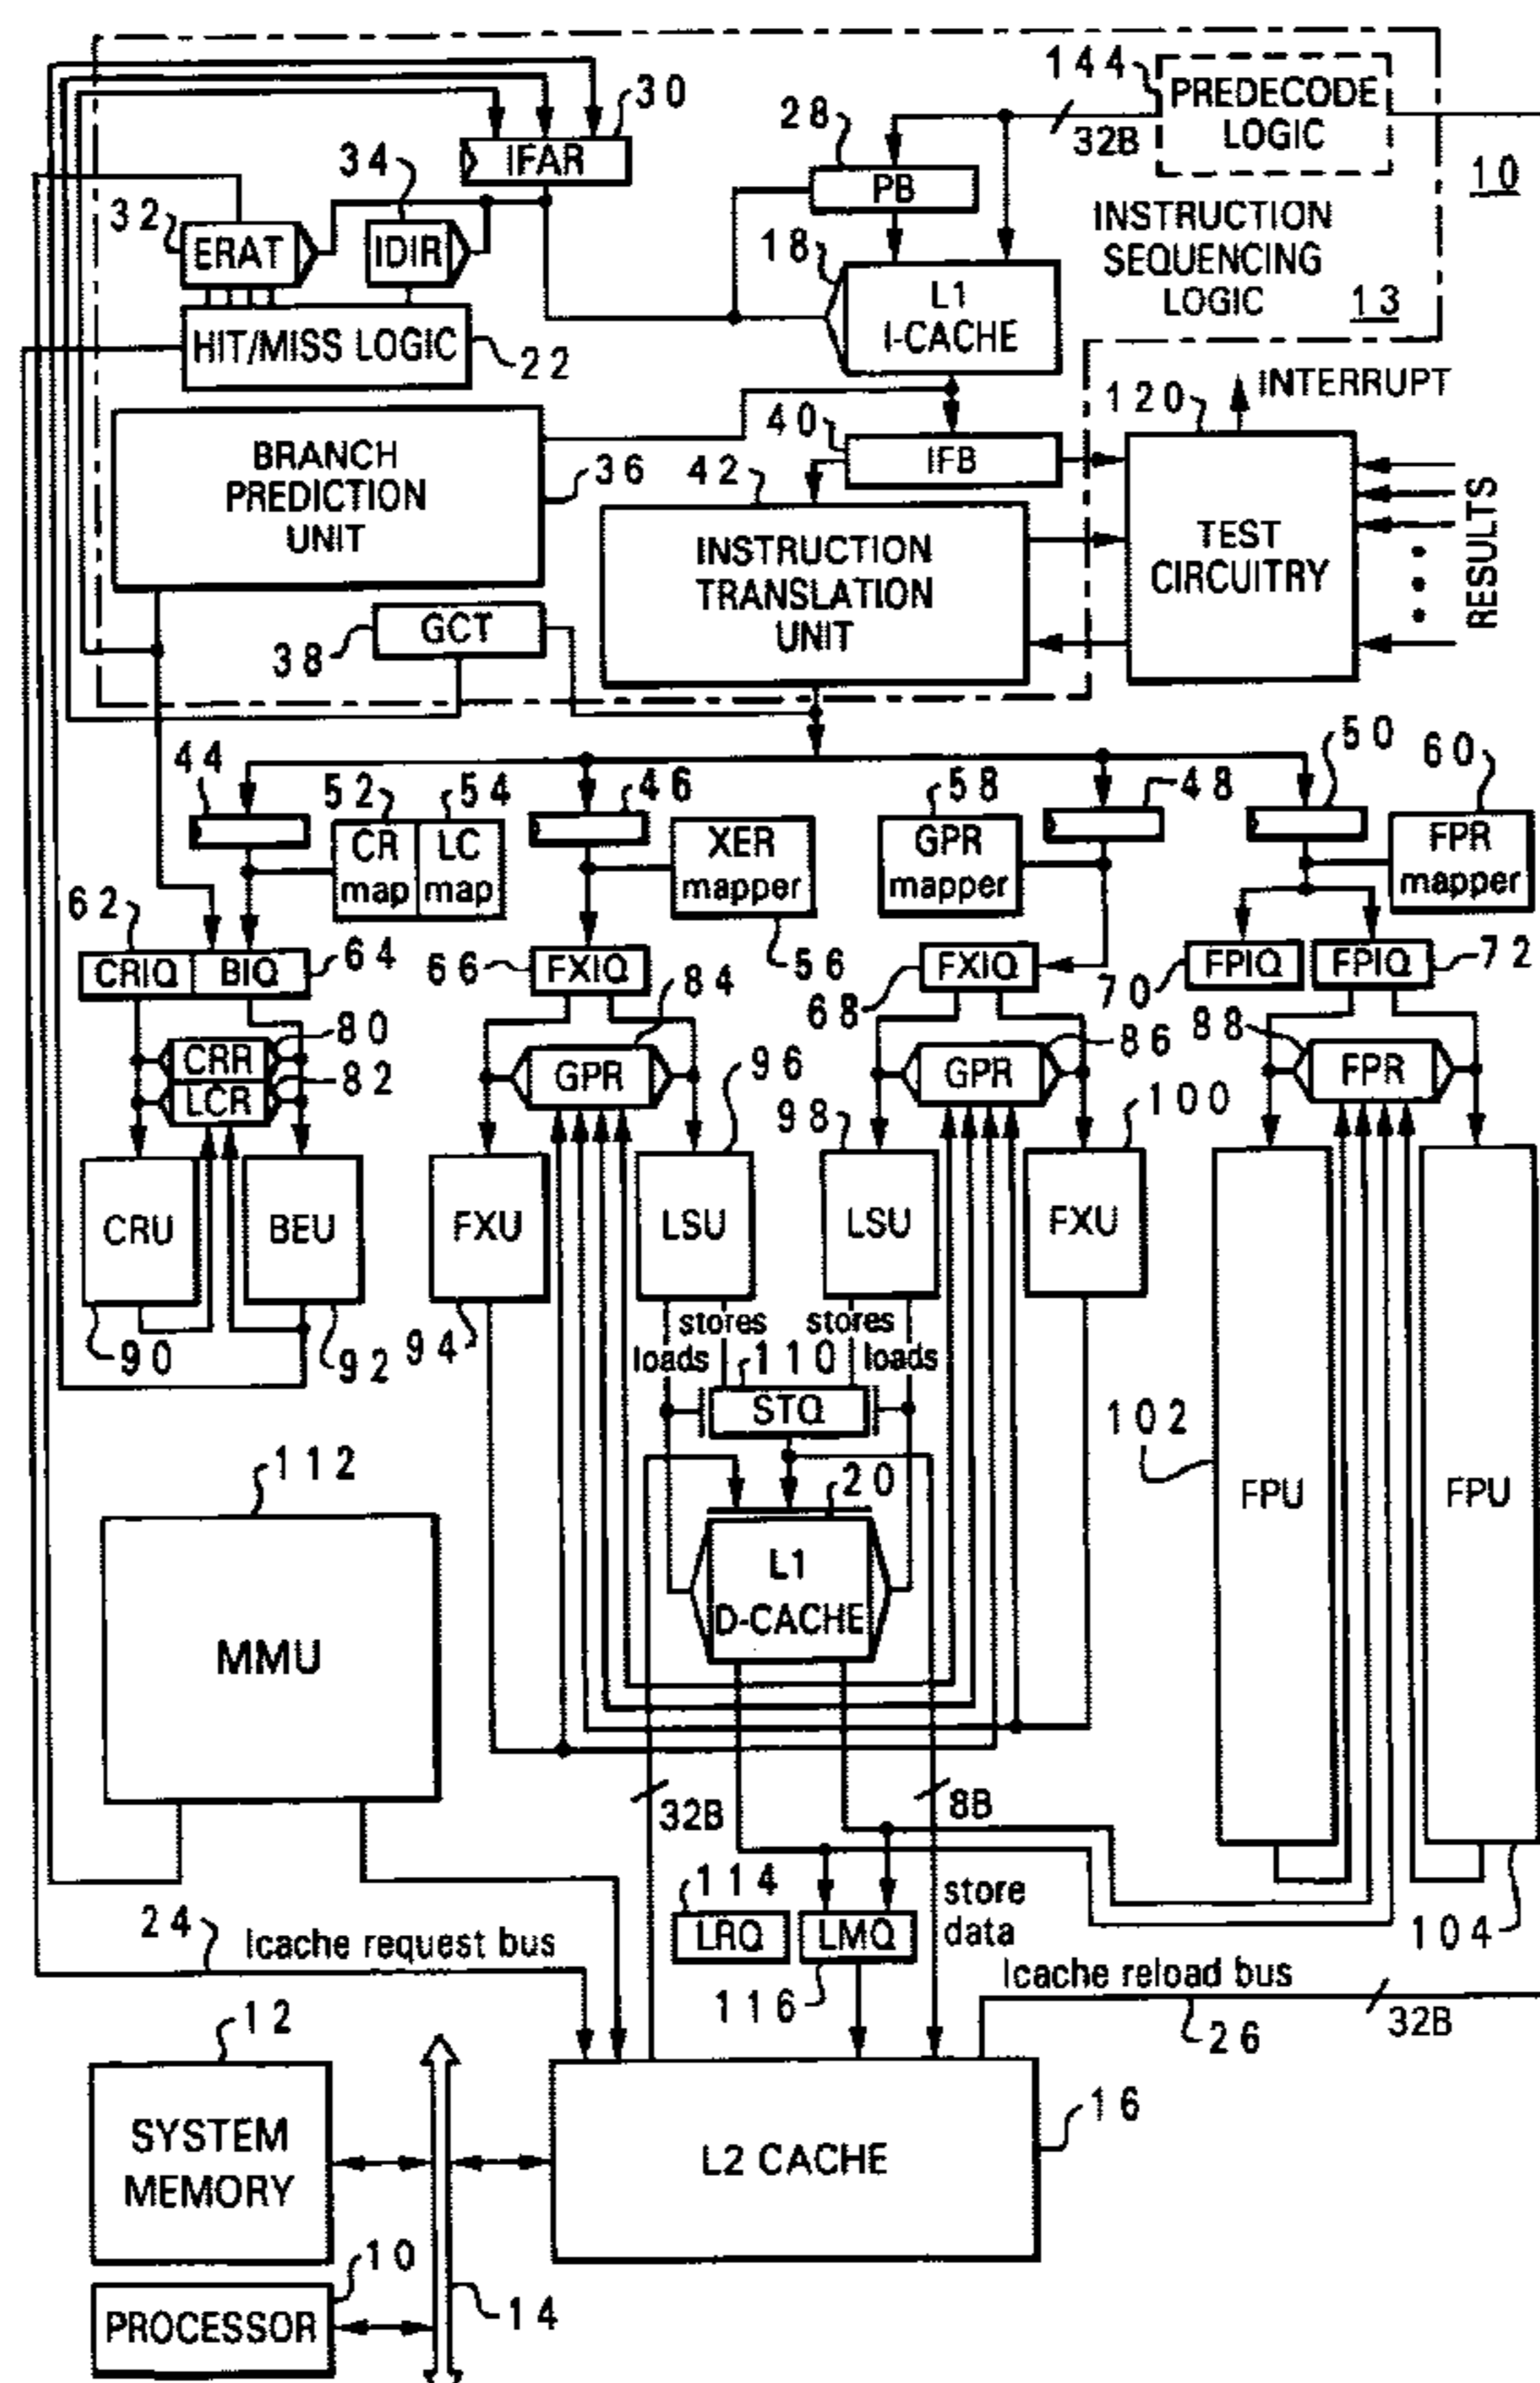 144
PREDECODE
LOGIC
32B
10
30
28
IFAR
PB
34
32
ERAT
IDIR
18
L1
I-CACHE
INSTRUCTION
SEQUENCING
LOGIC
13
HIT/MISS LOGIC
22
120
INTERRUPT
40
IFB
BRANCH
PREDICTION
UNIT
36
42
INSTRUCTION
TRANSLATION
UNIT
TEST
CIRCUITRY
RESULTS
GCT
38
44
52
54
46
58
48
50
60
CR
map
LC
map
XER
mapper
GPR
mapper
FPR
mapper
62
CRIQ
BIQ
64
66
FXIQ
56
FXIQ
68
70
FPIQ
FPIQ
72
80
CRR
LCR
82
84
GPR
96
GPR
86
88
FPR
98
100
CRU
BEU
FXU
LSU
LSU
FXU
90
92
94
stores
stores
loads
loads
110
STQ
102
FPU
FPU
112
20
L1
D-CACHE
MMU
32B
8B
114
LRQ
LMQ
store
data
104
24
Icache request bus
116
Icache reload bus
26
32B
12
SYSTEM
MEMORY
L2 CACHE
16
10
PROCESSOR
14